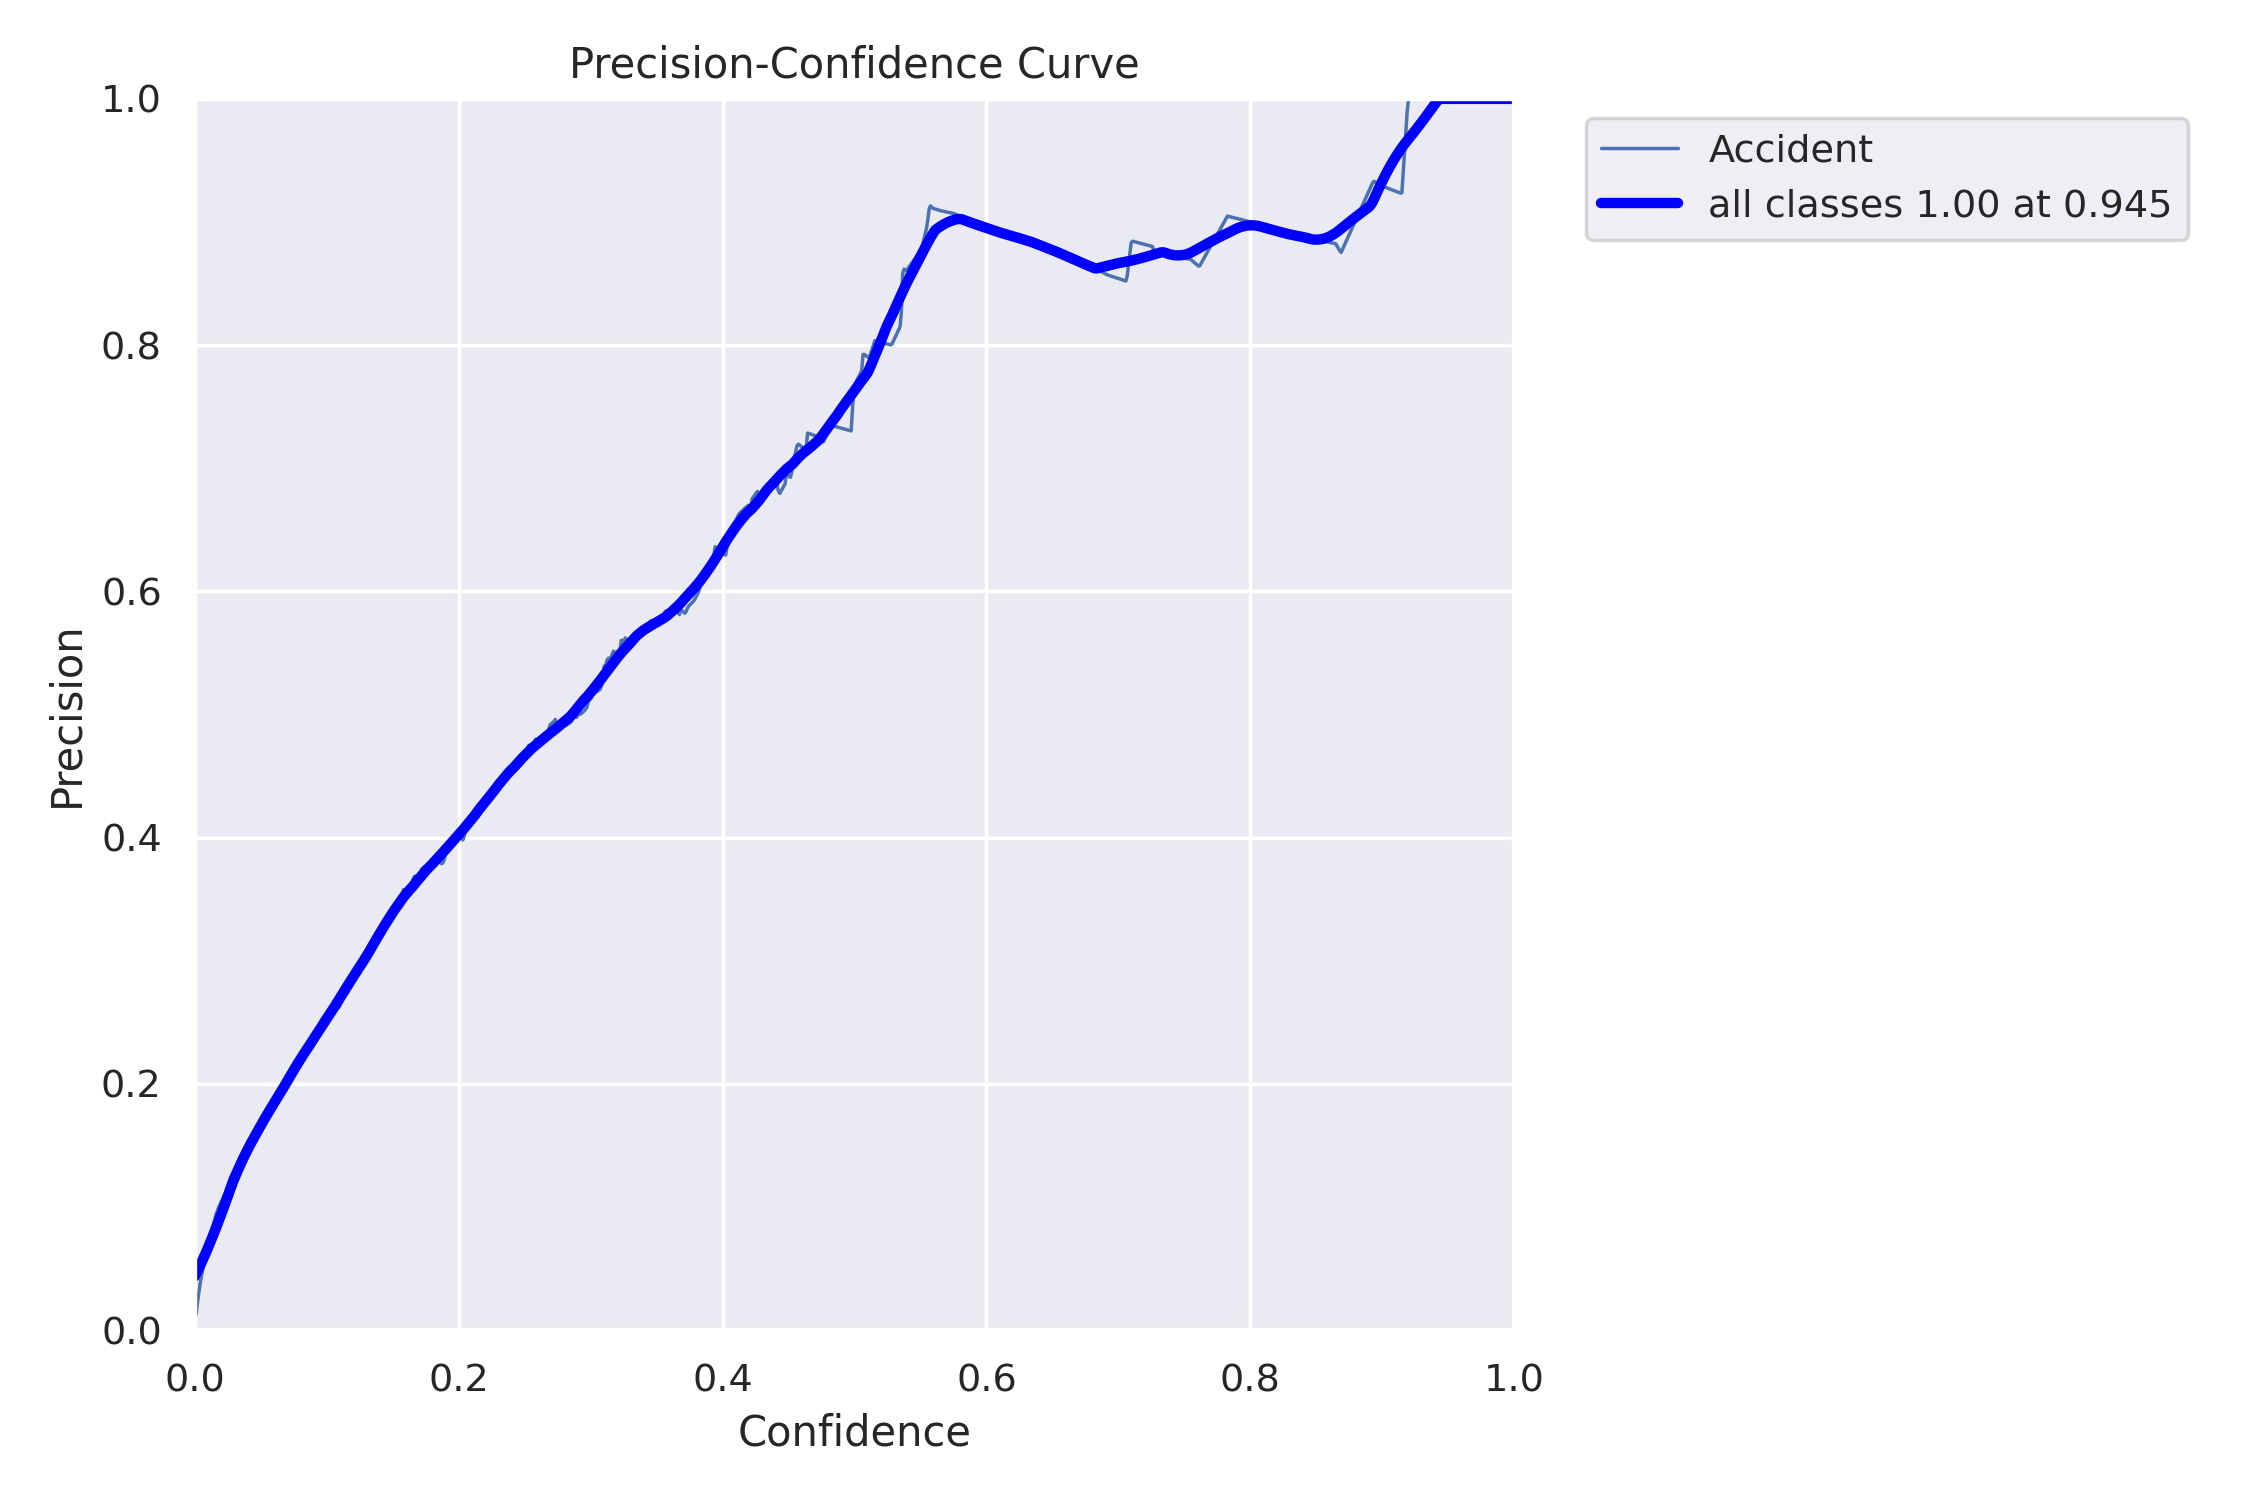 Precision-Confidence Curve
1.0
0.8
0.6
0.4
0.2
0.0
Precision
0.0 0.2 0.4 0.6 0.8 1.0
Confidence
Accident
all classes 1.00 at 0.945